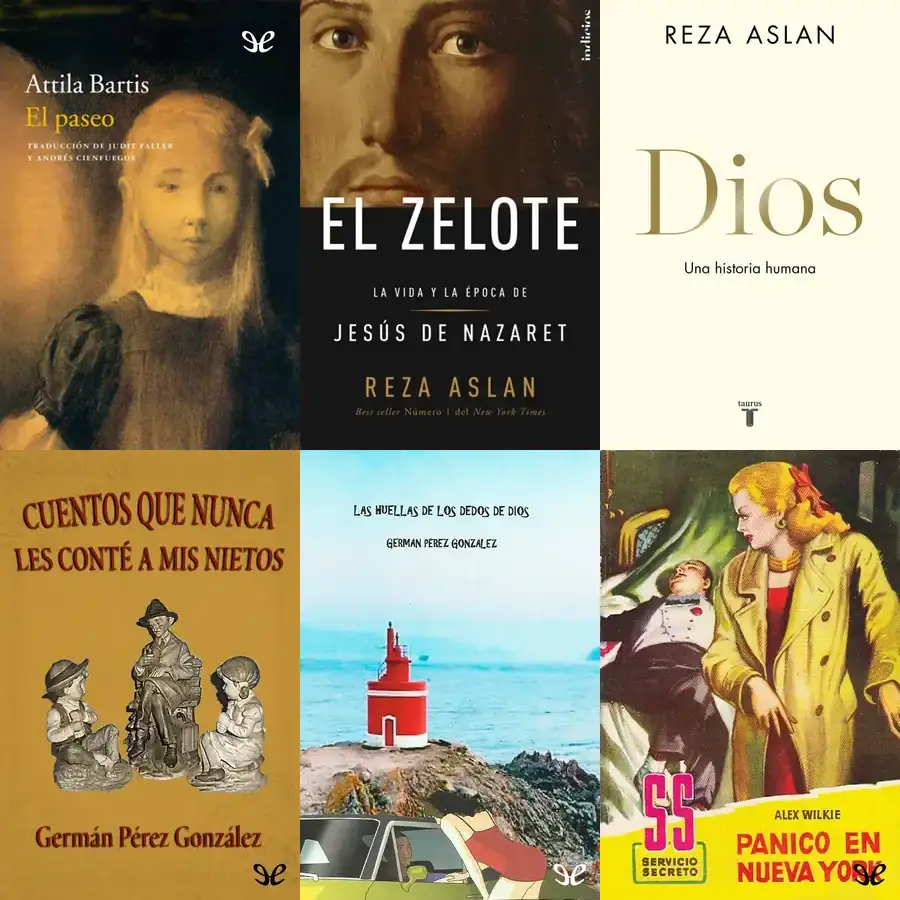 Attila Bartis
El paseo
TRADUCCIÓN DE JUDIT FALLER
Y ANDRÉS CIENFUEGOS
indicios
EL ZELOTE
LA VIDA Y LA ÉPOCA DE
JESÚS DE NAZARET
REZA ASLAN
Best seller Número 1 del New York Times
REZA ASLAN
Dios
Una historia humana
taurus
CUENTOS QUE NUNCA
LES CONTÉ A MIS NIETOS
Germán Pérez González
LAS HUELLAS DE LOS DEDOS DE DIOS
GERMAN PÉREZ GONZALEZ
SS
SERVICIO
SECRETO
ALEX WILKIE
PANICO EN
NUEVA YORK